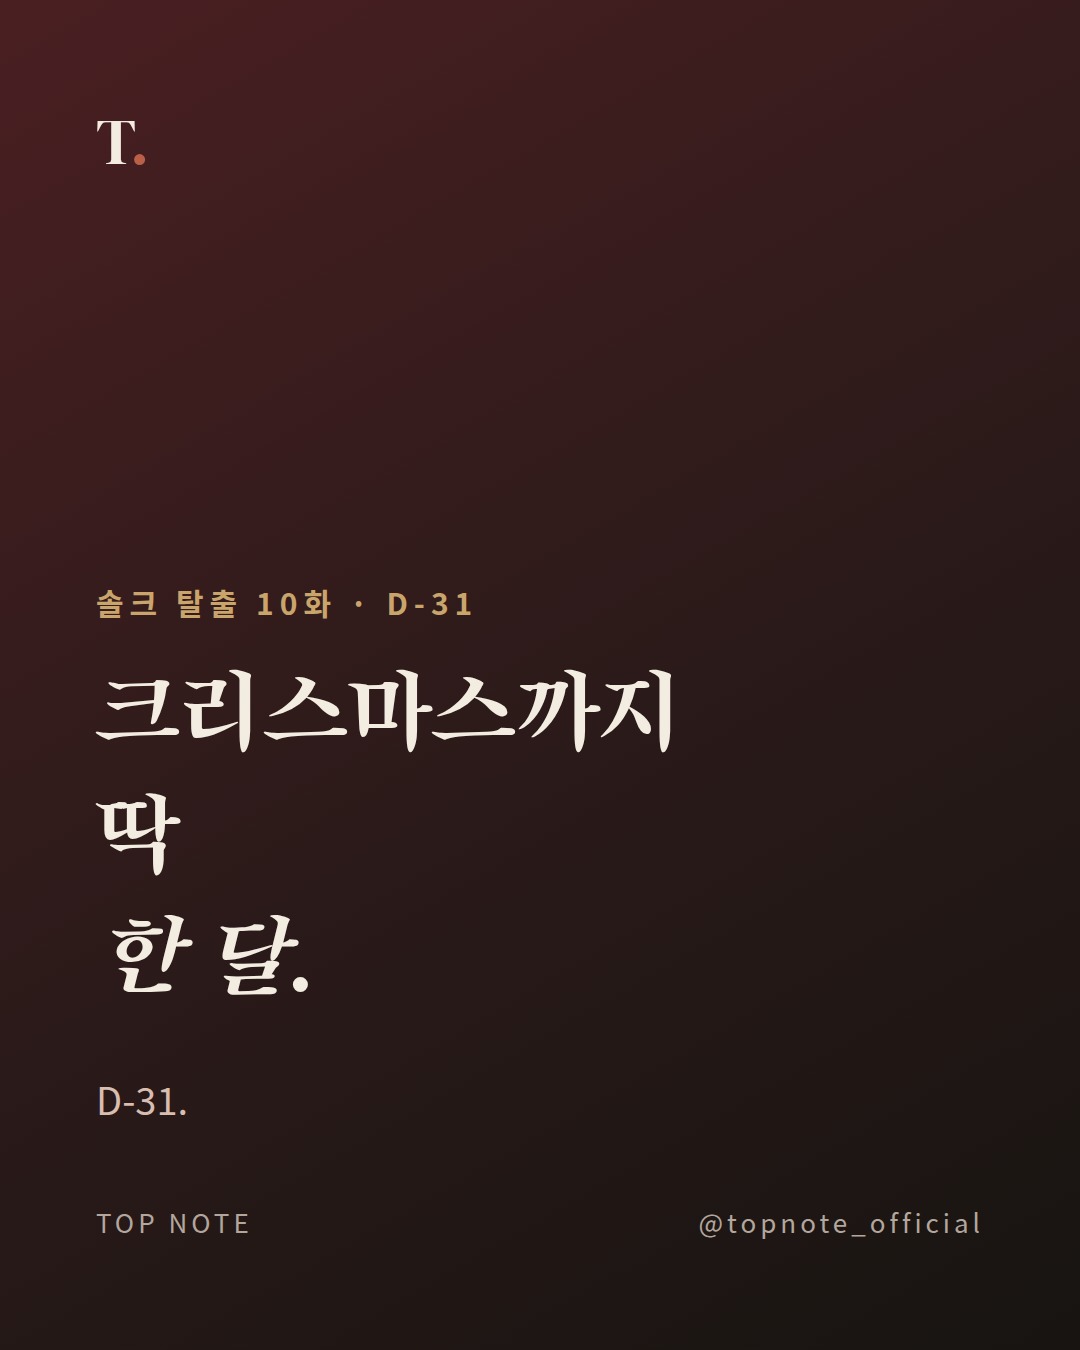 T.
솔크 탈출 10화 · D-31
크리스마스까지
딱
한 달.
D-31.
TOP NOTE
@topnote_official